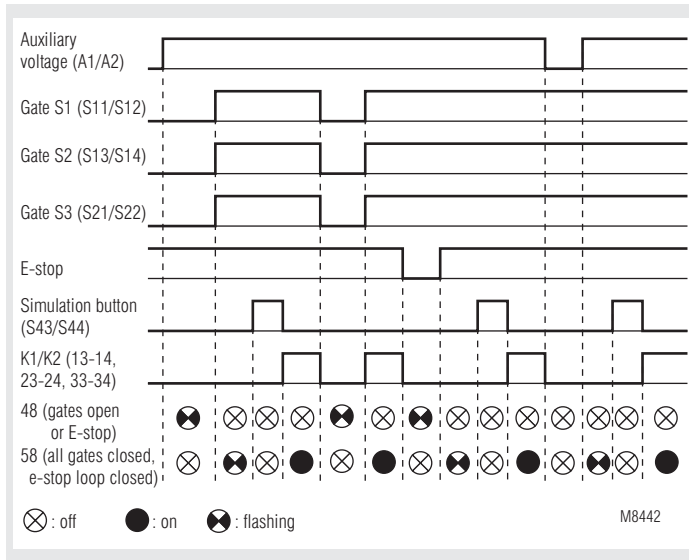 Auxiliary
voltage (A1/A2)
Gate S1 (S11/S12)
Gate S2 (S13/S14)
Gate S3 (S21/S22)
E-stop
Simulation button
(S43/S44)
K1/K2 (13-14,
23-24, 33-34)
48 (gates open
or E-stop)
58 (all gates closed,
e-stop loop closed)
: off : on : flashing
M8442